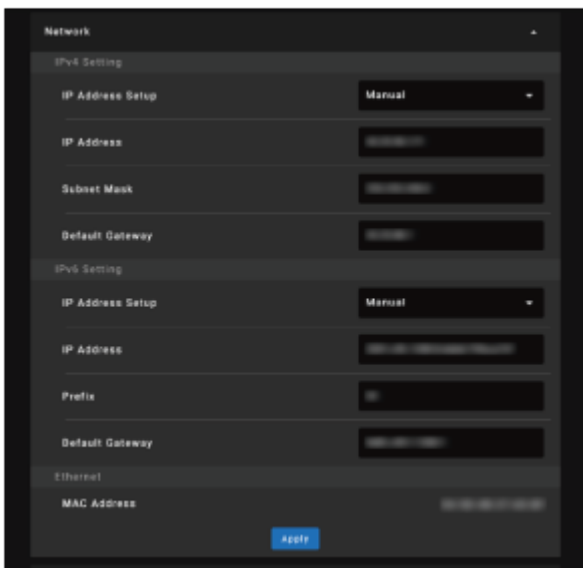 Network
IPv4 Setting
IP Address Setup Manual
IP Address
Subnet Mask
Default Gateway
IPv6 Setting
IP Address Setup Manual
IP Address
Prefix
Default Gateway
Ethernet
MAC Address
Apply